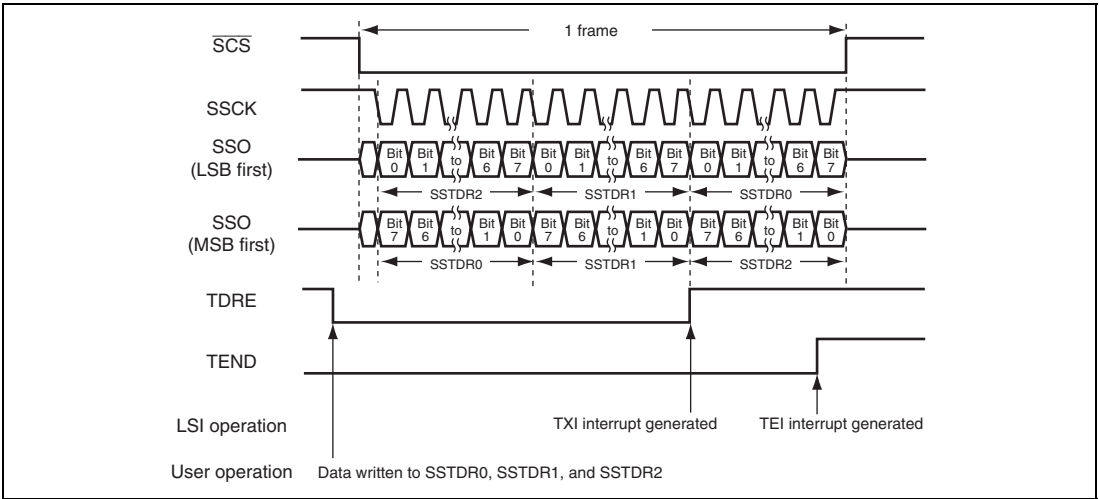 1 frame
SCS
SSCK
SSO
(LSB first)
Bit 0 Bit 1 to Bit 6 Bit 7 Bit 0 Bit 1 to Bit 6 Bit 7 Bit 0 Bit 1 to Bit 6 Bit 7
SSTDR2 SSTDR1 SSTDR0
SSO
(MSB first)
Bit 7 Bit 6 to Bit 1 Bit 0 Bit 7 Bit 6 to Bit 1 Bit 0 Bit 7 Bit 6 to Bit 1 Bit 0
SSTDR0 SSTDR1 SSTDR2
TDRE
TEND
LSI operation TXI interrupt generated TEI interrupt generated
User operation Data written to SSTDR0, SSTDR1, and SSTDR2